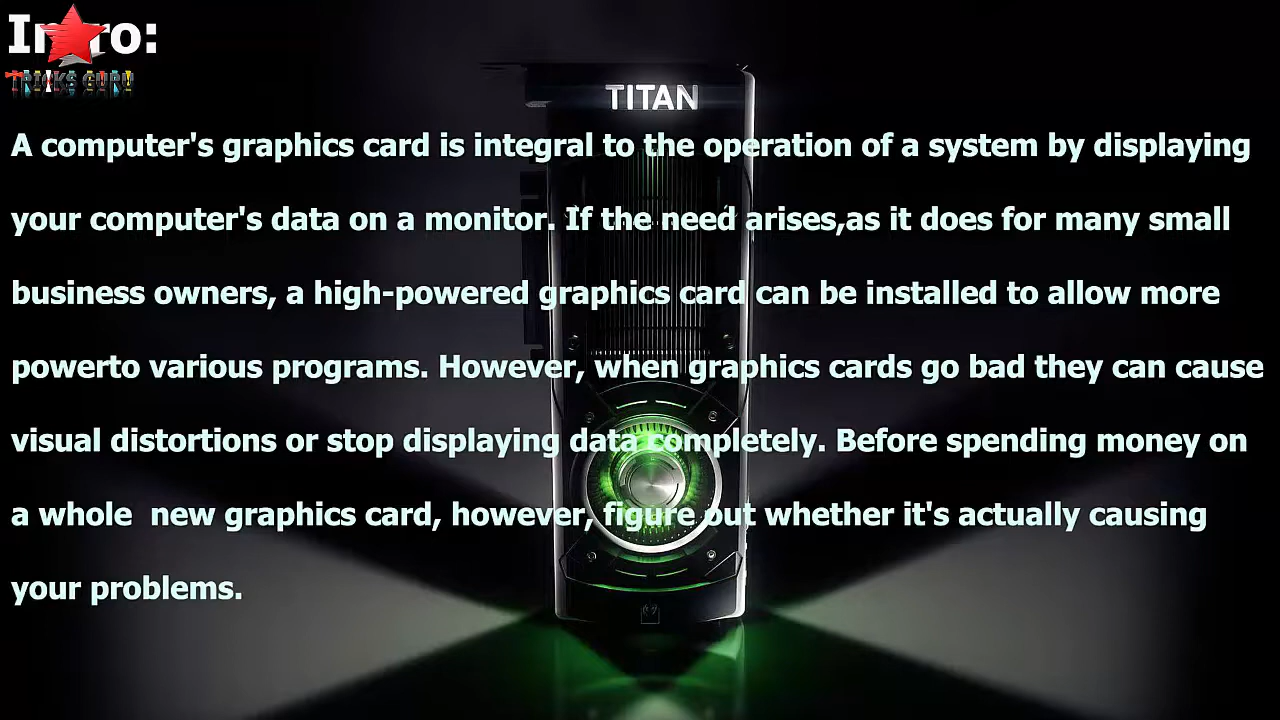 Intro:
TRICKS GURU
TITAN
A computer's graphics card is integral to the operation of a system by displaying
your computer's data on a monitor. If the need arises,as it does for many small
business owners, a high-powered graphics card can be installed to allow more
powerto various programs. However, when graphics cards go bad they can cause
visual distortions or stop displaying data completely. Before spending money on
a whole  new graphics card, however, figure out whether it's actually causing
your problems.